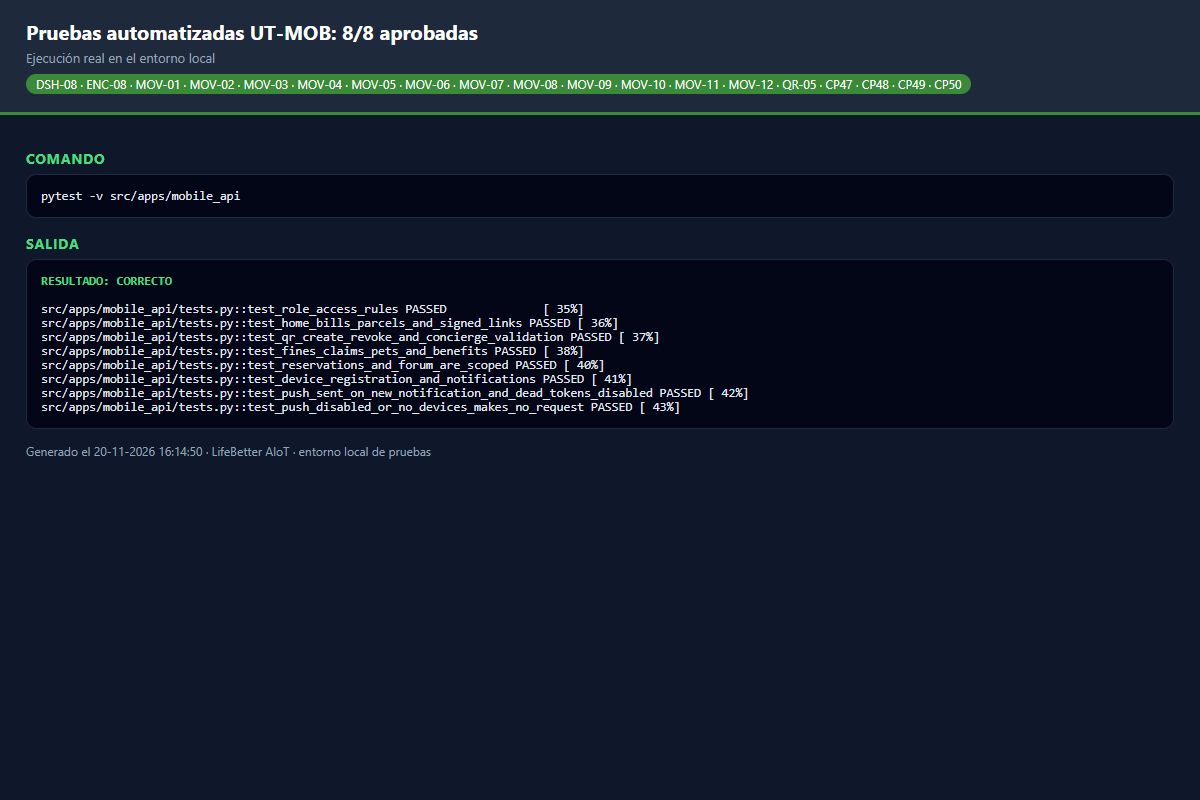 Pruebas automatizadas UT-MOB: 8/8 aprobadas
Ejecución real en el entorno local
DSH-08 · ENC-08 · MOV-01 · MOV-02 · MOV-03 · MOV-04 · MOV-05 · MOV-06 · MOV-07 · MOV-08 · MOV-09 · MOV-10 · MOV-11 · MOV-12 · QR-05 · CP47 · CP48 · CP49 · CP50
COMANDO
pytest -v src/apps/mobile_api
SALIDA
RESULTADO: CORRECTO
src/apps/mobile_api/tests.py::test_role_access_rules PASSED              [ 35%]
src/apps/mobile_api/tests.py::test_home_bills_parcels_and_signed_links PASSED [ 36%]
src/apps/mobile_api/tests.py::test_qr_create_revoke_and_concierge_validation PASSED [ 37%]
src/apps/mobile_api/tests.py::test_fines_claims_pets_and_benefits PASSED [ 38%]
src/apps/mobile_api/tests.py::test_reservations_and_forum_are_scoped PASSED [ 40%]
src/apps/mobile_api/tests.py::test_device_registration_and_notifications PASSED [ 41%]
src/apps/mobile_api/tests.py::test_push_sent_on_new_notification_and_dead_tokens_disabled PASSED [ 42%]
src/apps/mobile_api/tests.py::test_push_disabled_or_no_devices_makes_no_request PASSED [ 43%]
Generado el 20-11-2026 16:14:50 · LifeBetter AIoT · entorno local de pruebas